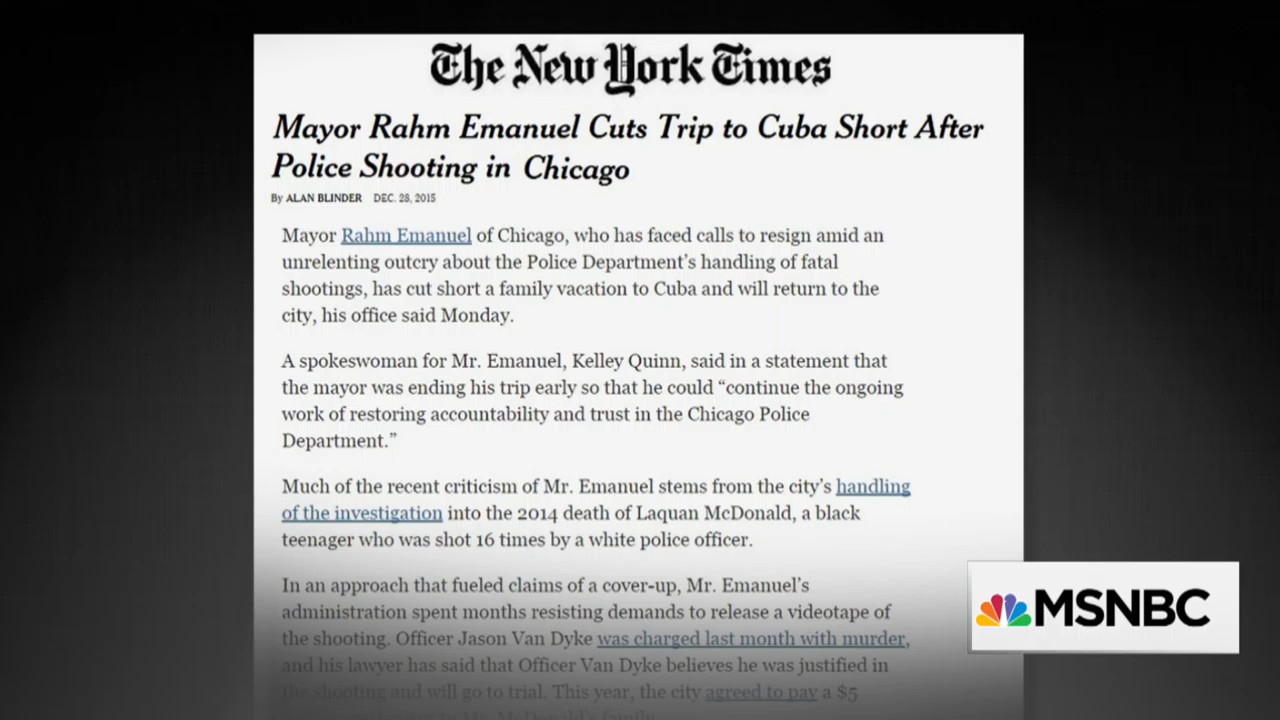 The New York Times
Mayor Rahm Emanuel Cuts Trip to Cuba Short After
Police Shooting in Chicago
By ALAN BLINDER DEC. 28, 2015
Mayor Rahm Emanuel of Chicago, who has faced calls to resign amid an
unrelenting outcry about the Police Department’s handling of fatal
shootings, has cut short a family vacation to Cuba and will return to the
city, his office said Monday.
A spokeswoman for Mr. Emanuel, Kelley Quinn, said in a statement that
the mayor was ending his trip early so that he could “continue the ongoing
work of restoring accountability and trust in the Chicago Police
Department.”
Much of the recent criticism of Mr. Emanuel stems from the city’s handling
of the investigation into the 2014 death of Laquan McDonald, a black
teenager who was shot 16 times by a white police officer.
In an approach that fueled claims of a cover-up, Mr. Emanuel’s
administration spent months resisting demands to release a videotape of
the shooting. Officer Jason Van Dyke was charged last month with murder,
and his lawyer has said that Officer Van Dyke believes he was justified in
the shooting and will go to trial. This year, the city agreed to pay a $5
MSNBC